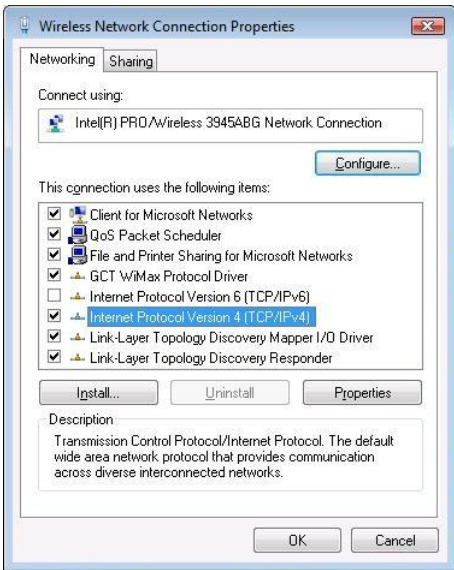 Wireless Network Connection Properties
Networking
Sharing
Connect using:
Intel(R) PRO/Wireless 3945ABG Network Connection
Configure...
This connection uses the following items:
Client for Microsoft Networks
QoS Packet Scheduler
File and Printer Sharing for Microsoft Networks
GCT WiMax Protocol Driver
Internet Protocol Version 6 (TCP/IPv6)
Internet Protocol Version 4 (TCP/IPv4)
Link-Layer Topology Discovery Mapper I/O Driver
Link-Layer Topology Discovery Responder
Install...
Uninstall
Properties
Description
Transmission Control Protocol/Internet Protocol. The default
wide area network protocol that provides communication
across diverse interconnected networks.
OK
Cancel